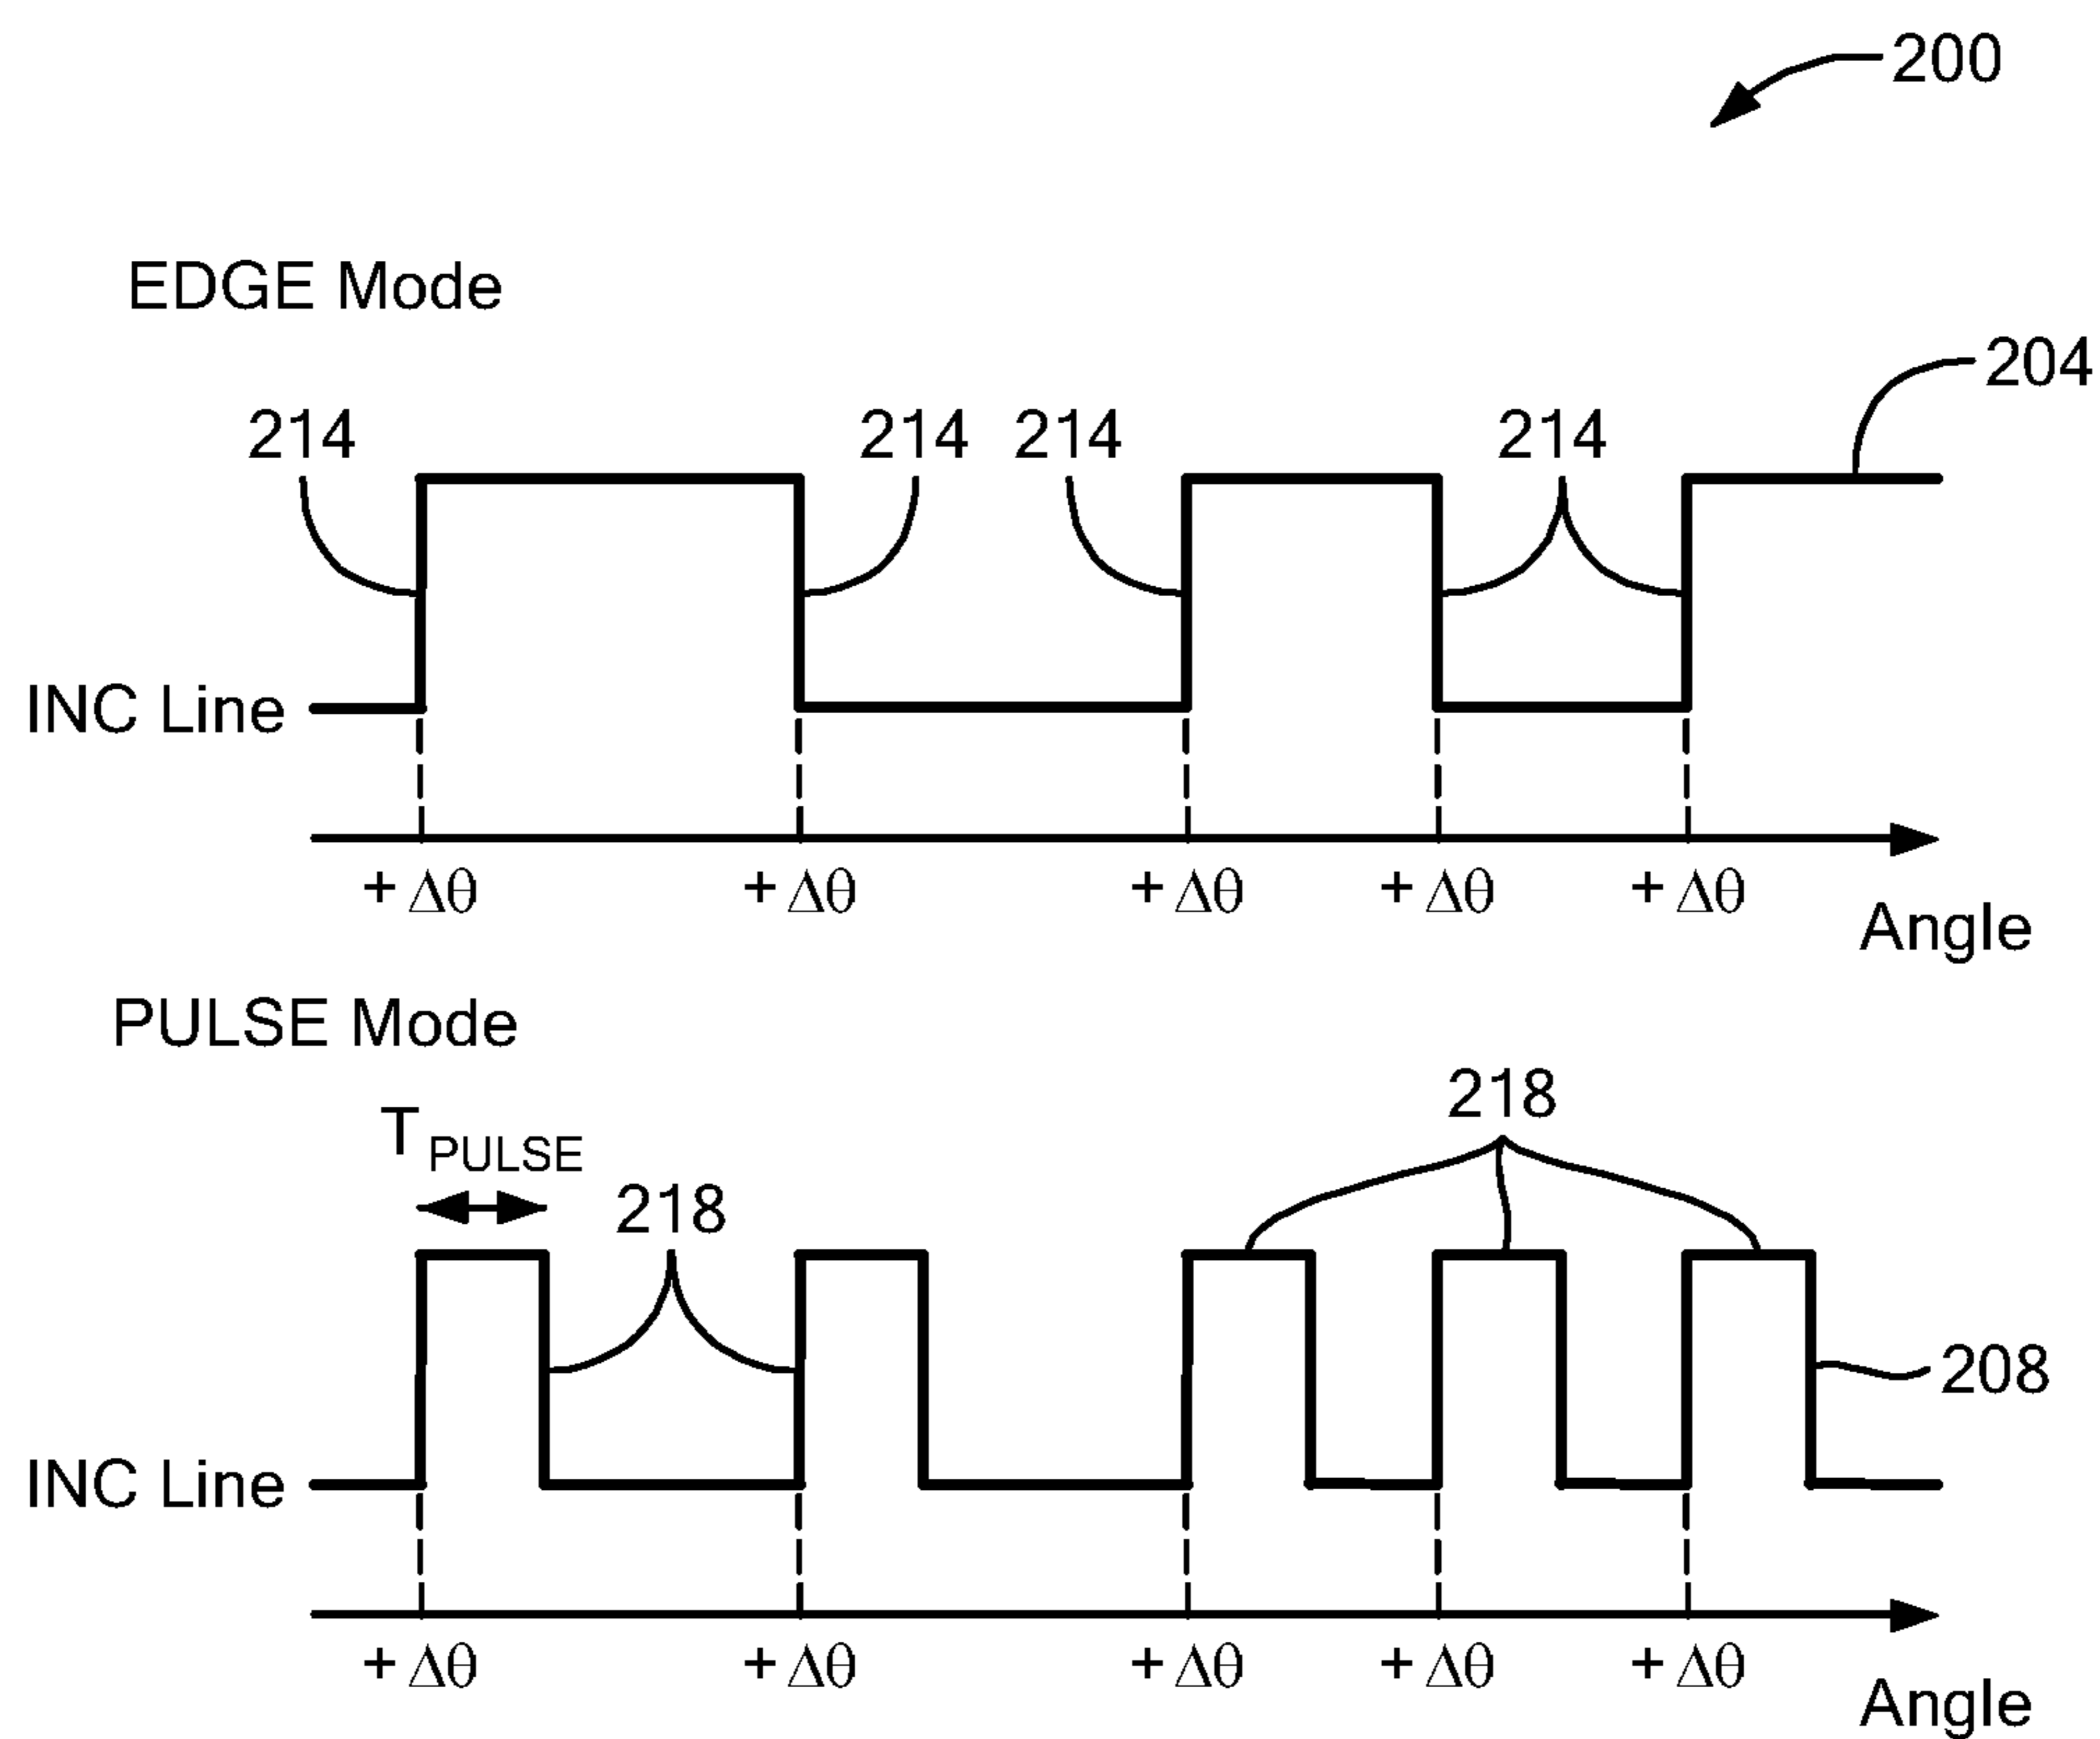 200
EDGE Mode
204
214 214 214 214
INC Line
+ Δθ + Δθ + Δθ + Δθ + Δθ
Angle
PULSE Mode
218
T PULSE
218
208
INC Line
+ Δθ + Δθ + Δθ + Δθ + Δθ
Angle